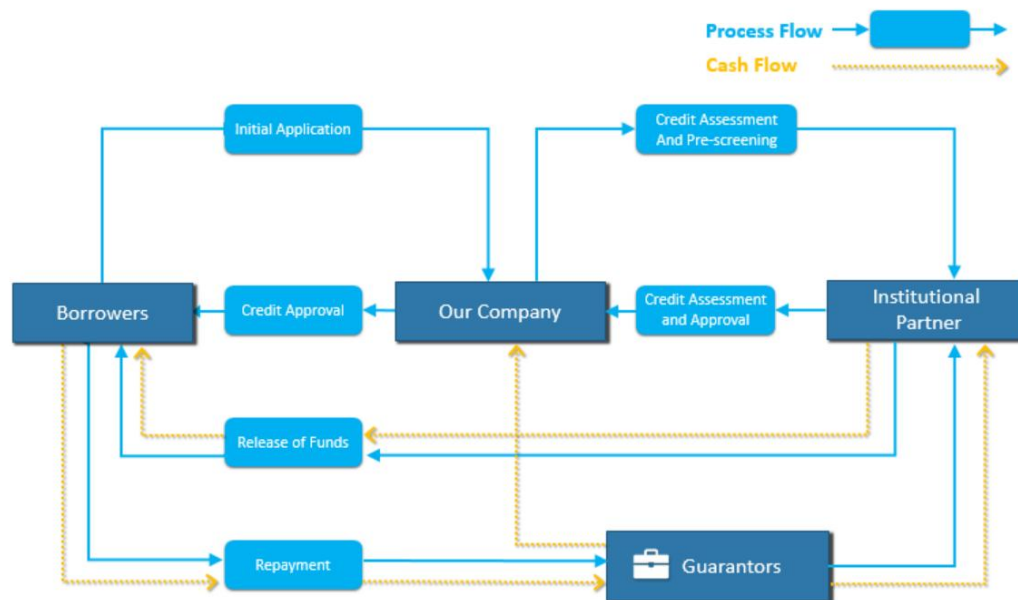 Process Flow
Cash Flow
Initial Application
Credit Assessment
And Pre-screening
Borrowers
Credit Approval
Our Company
Credit Assessment
and Approval
Institutional
Partner
Release of Funds
Repayment
Guarantors